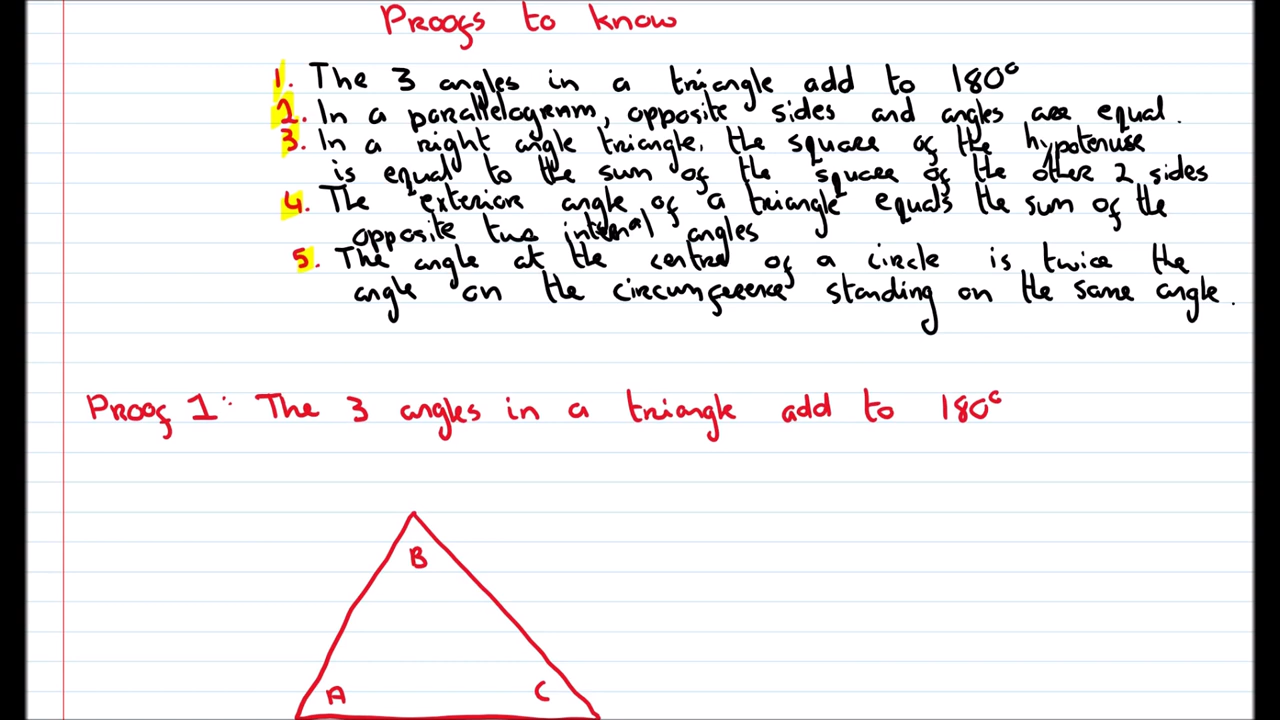 Proofs to know
1. The 3 angles in a triangle add to 180°
2. In a parallelogram, opposite sides and angles are equal.
3. In a right angle triangle, the square of the hypotenuse
is equal to the sum of the square of the other 2 sides
4. The exterior angle of a triangle equals the sum of the
opposite two internal angles
5. The angle at the centre of a circle is twice the
angle on the circumference standing on the same angle.
Proof 1: The 3 angles in a triangle add to 180°
B
A C